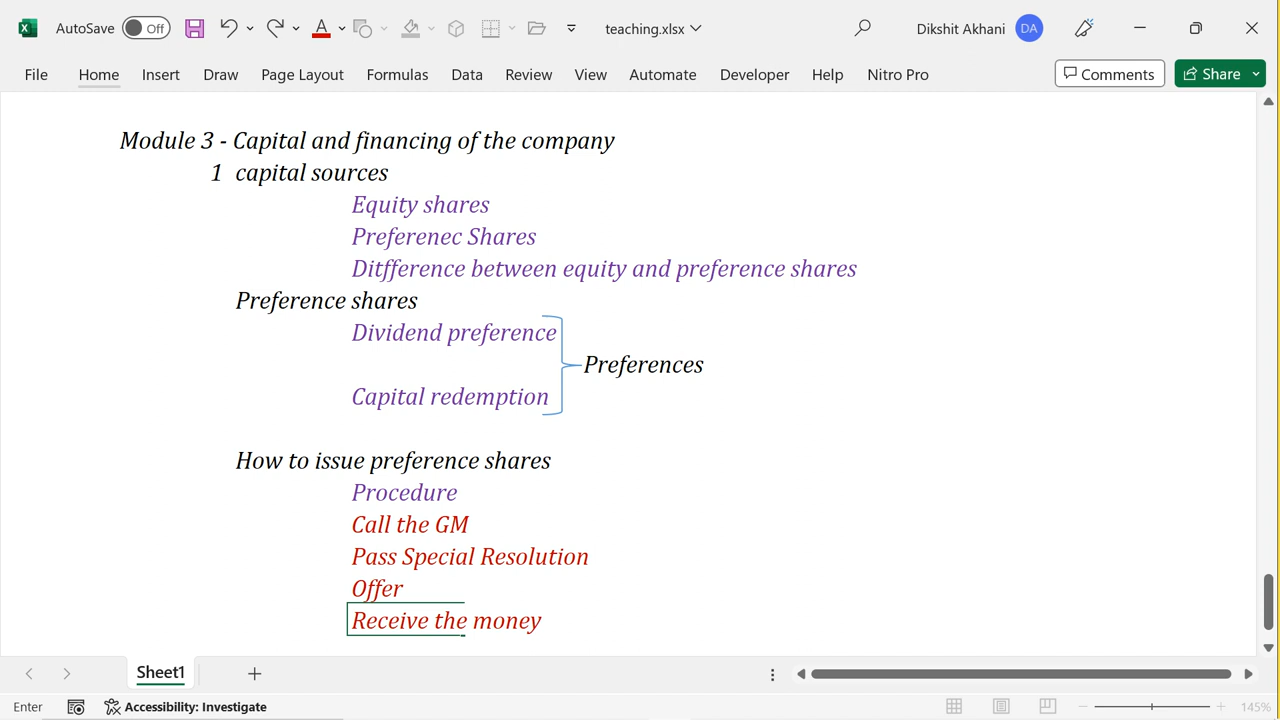 AutoSave Off teaching.xlsx Dikshit Akhani DA
File Home Insert Draw Page Layout Formulas Data Review View Automate Developer Help Nitro Pro Comments Share
Module 3 - Capital and financing of the company
1 capital sources
Equity shares
Preferenec Shares
Ditfference between equity and preference shares
Preference shares
Dividend preference
Preferences
Capital redemption
How to issue preference shares
Procedure
Call the GM
Pass Special Resolution
Offer
Receive the money
Sheet1
Enter Accessibility: Investigate 145%